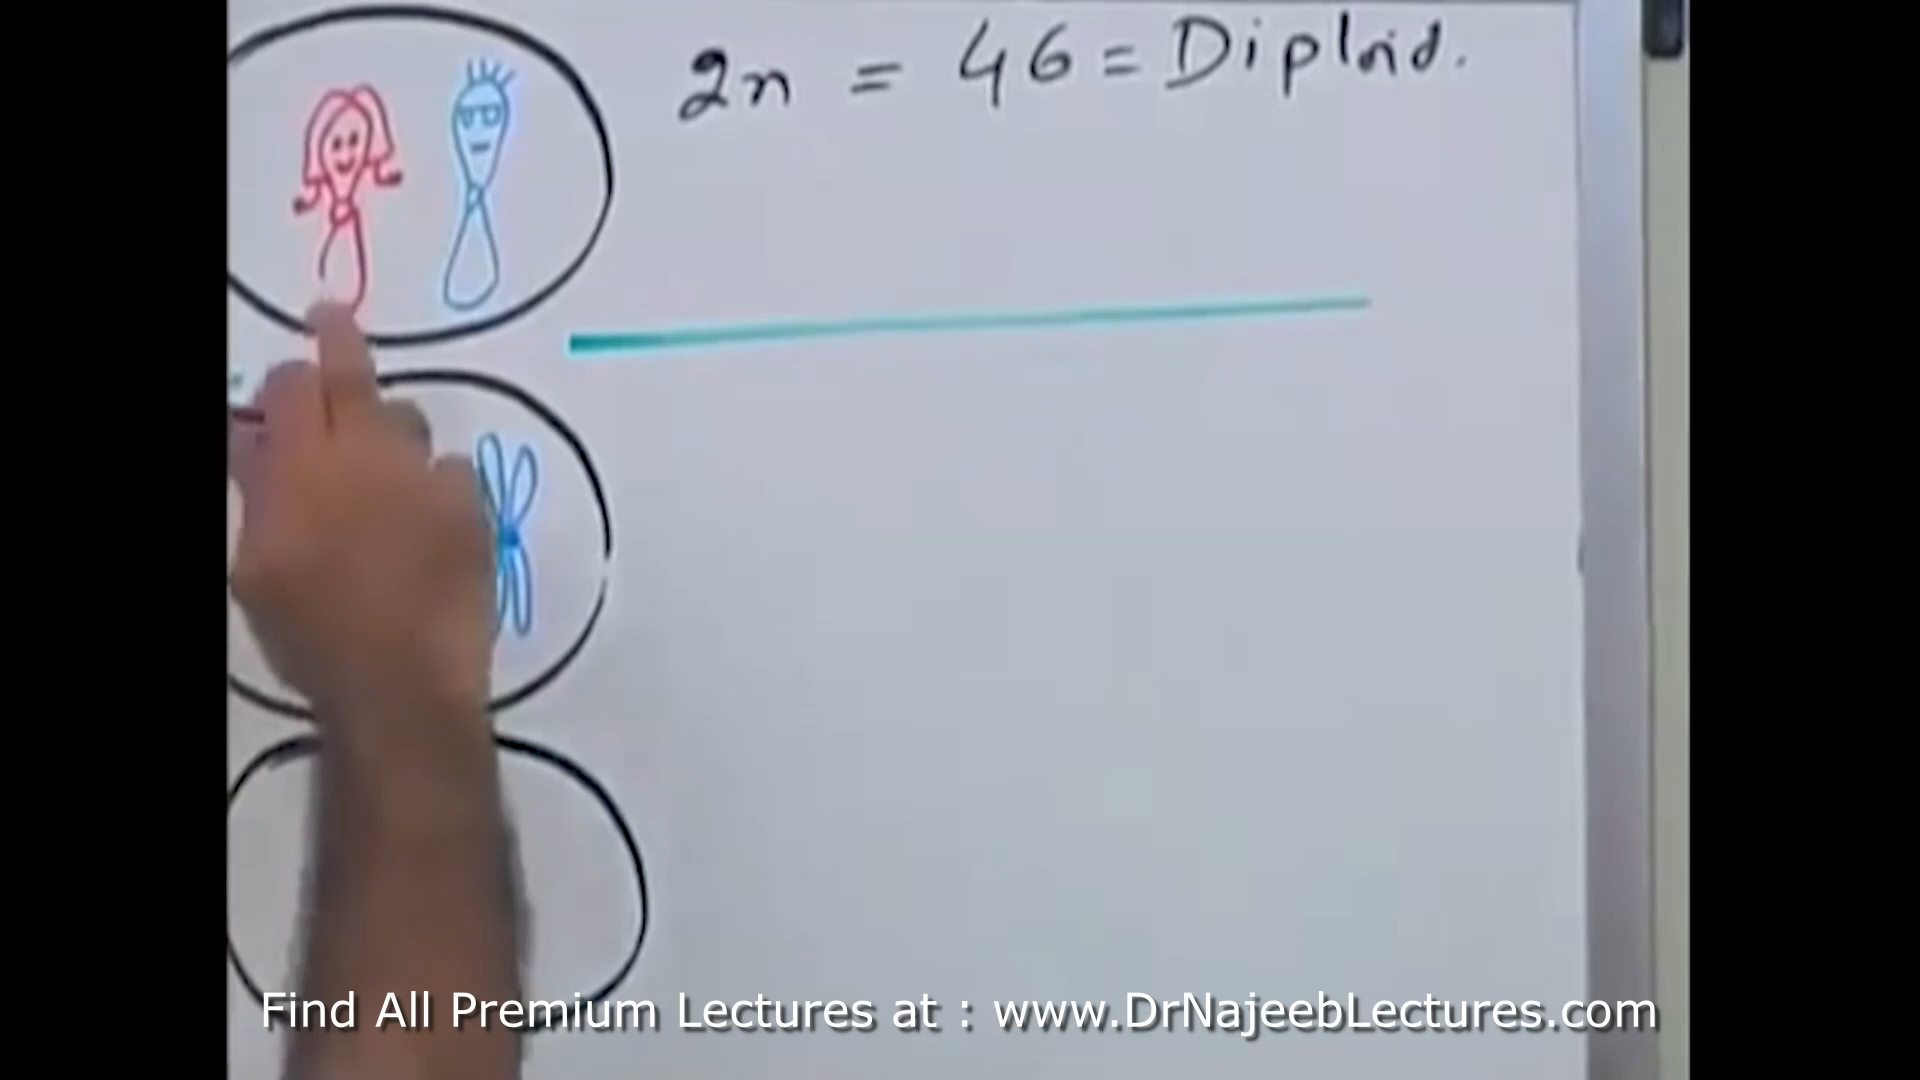 2n = 46 = Diploid.
Find All Premium Lectures at : www.DrNajeebLectures.com